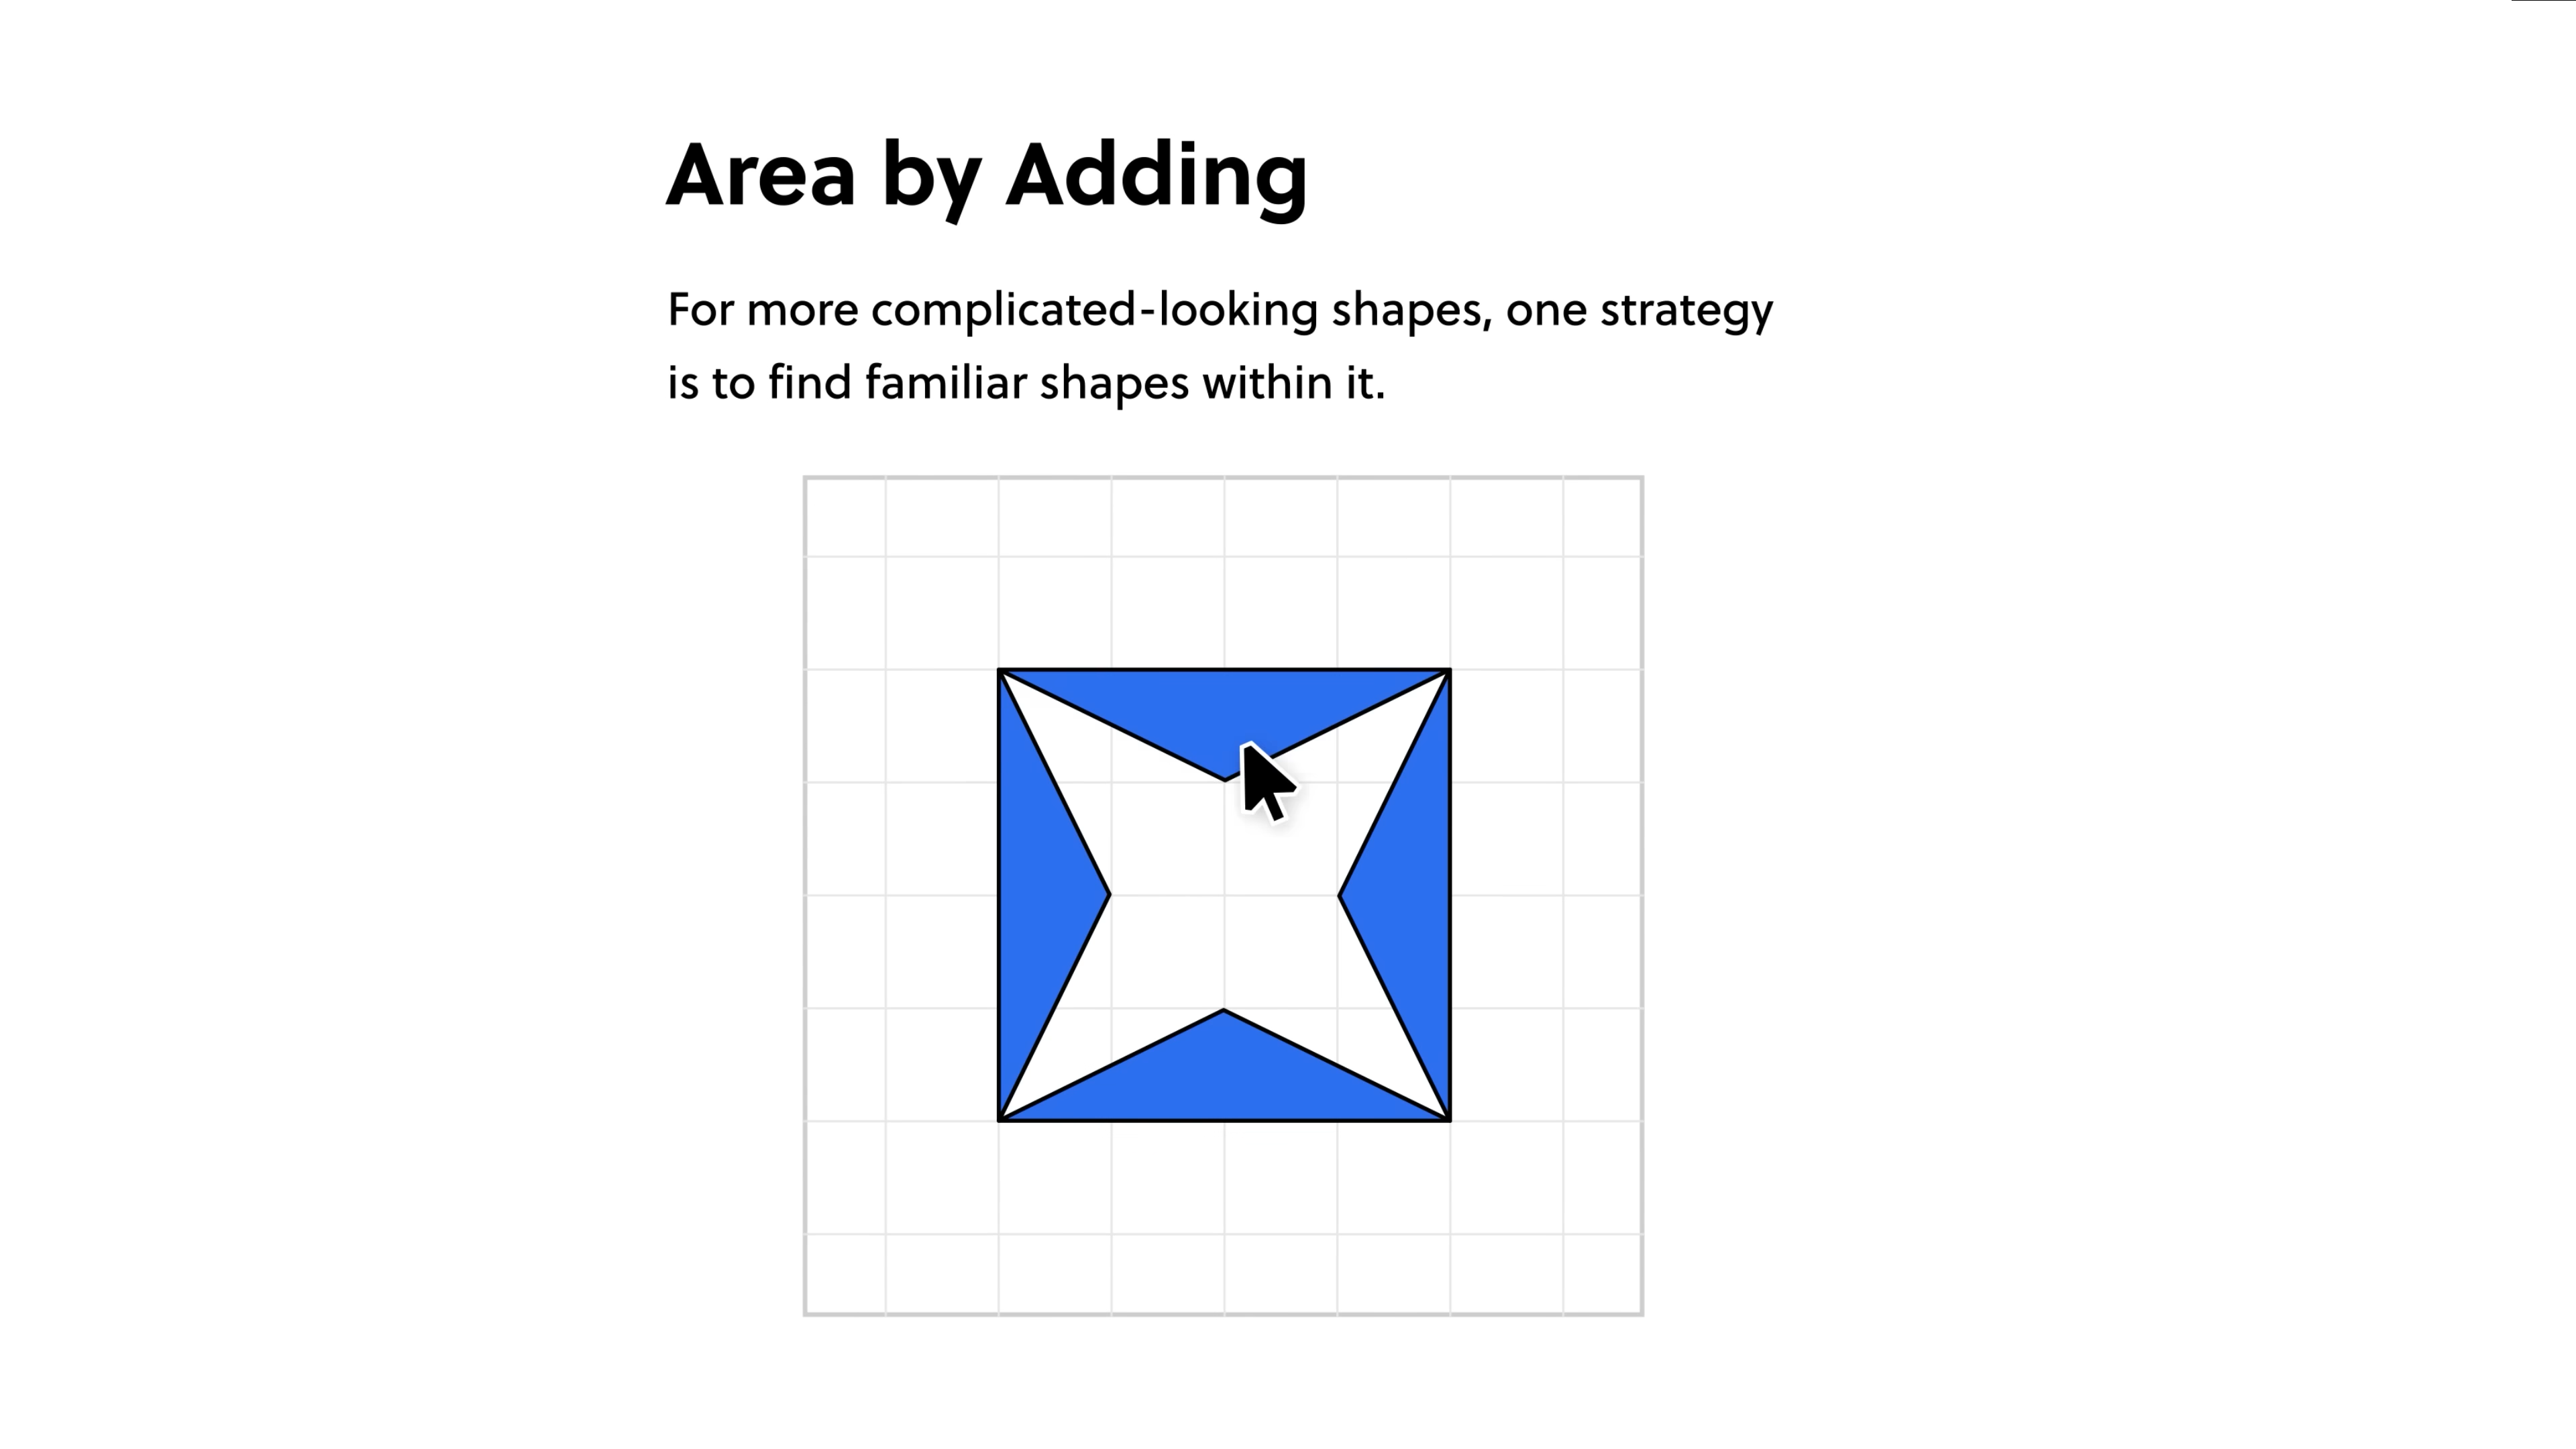 Area by Adding
For more complicated-looking shapes, one strategy
is to find familiar shapes within it.